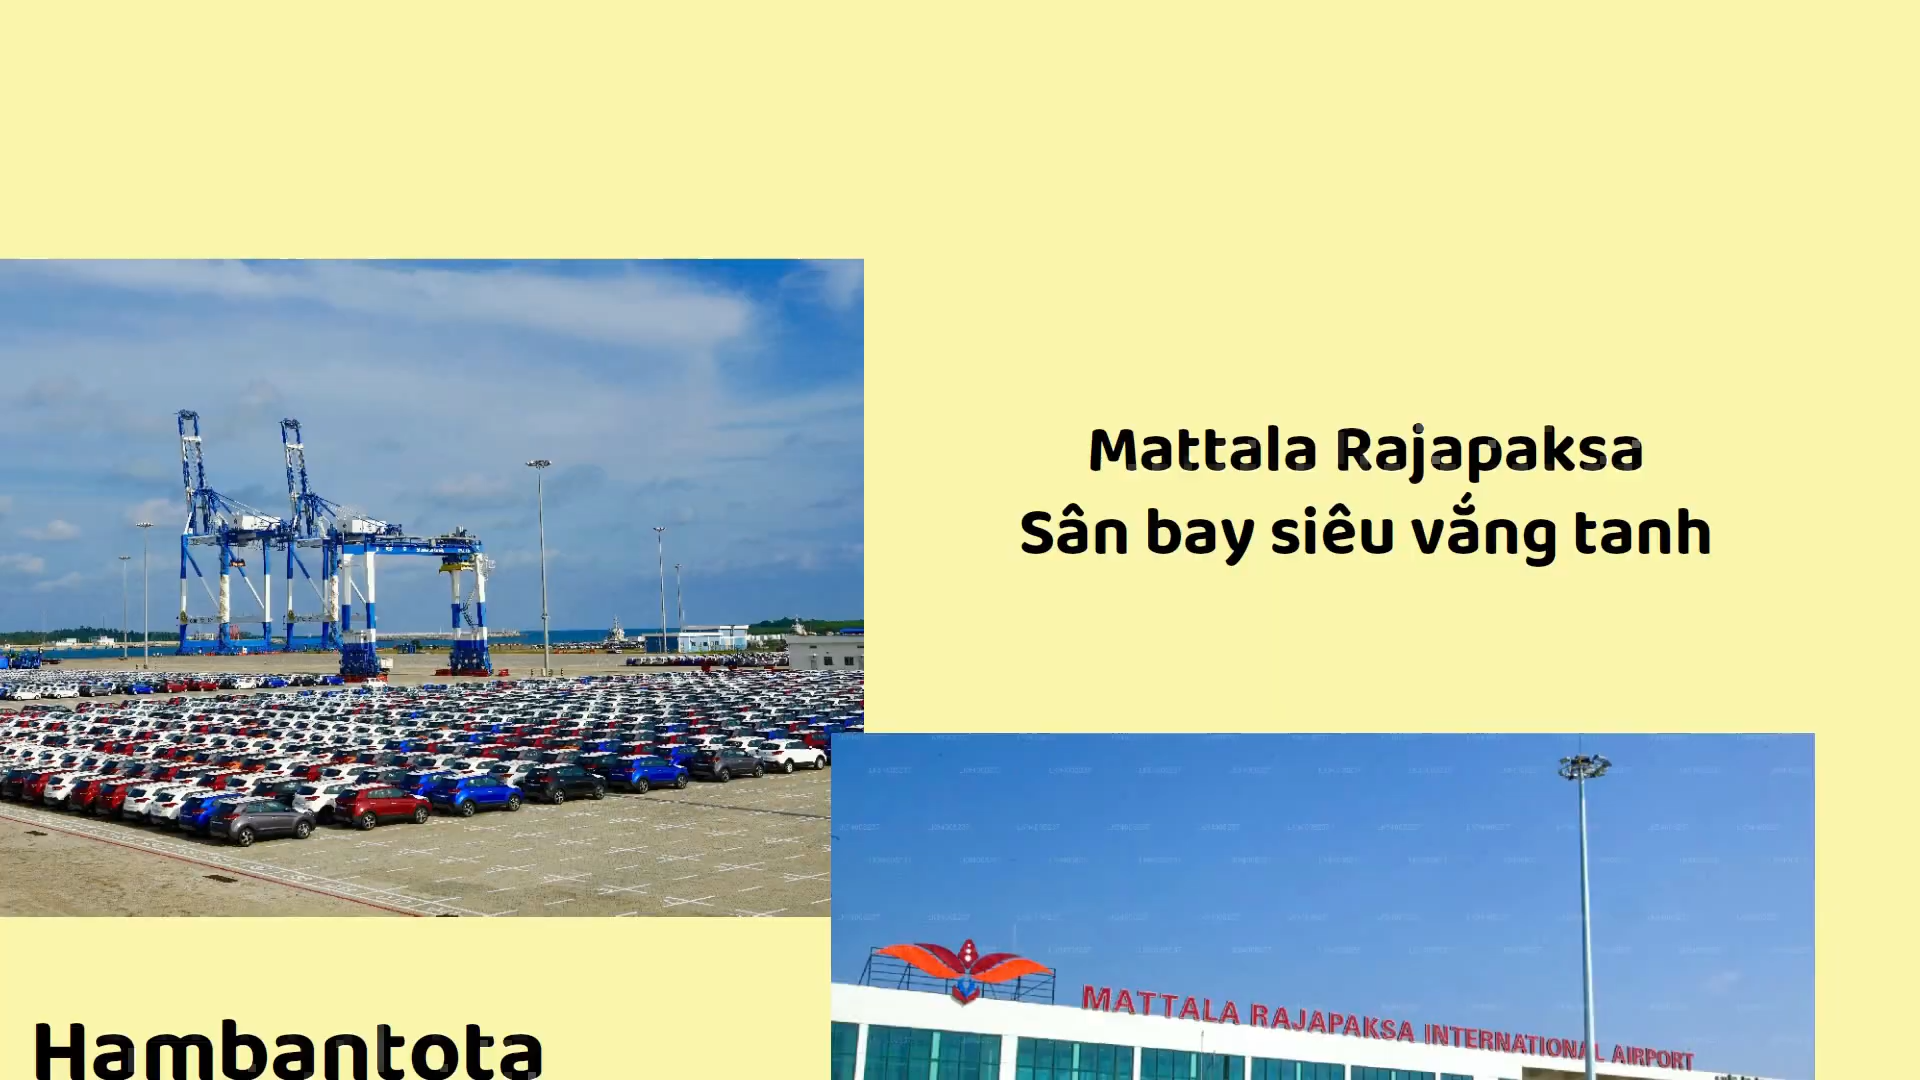 Mattala Rajapaksa
Sân bay siêu vắng tanh
MATTALA RAJAPAKSA INTERNATIONAL AIRPORT
Hambantota